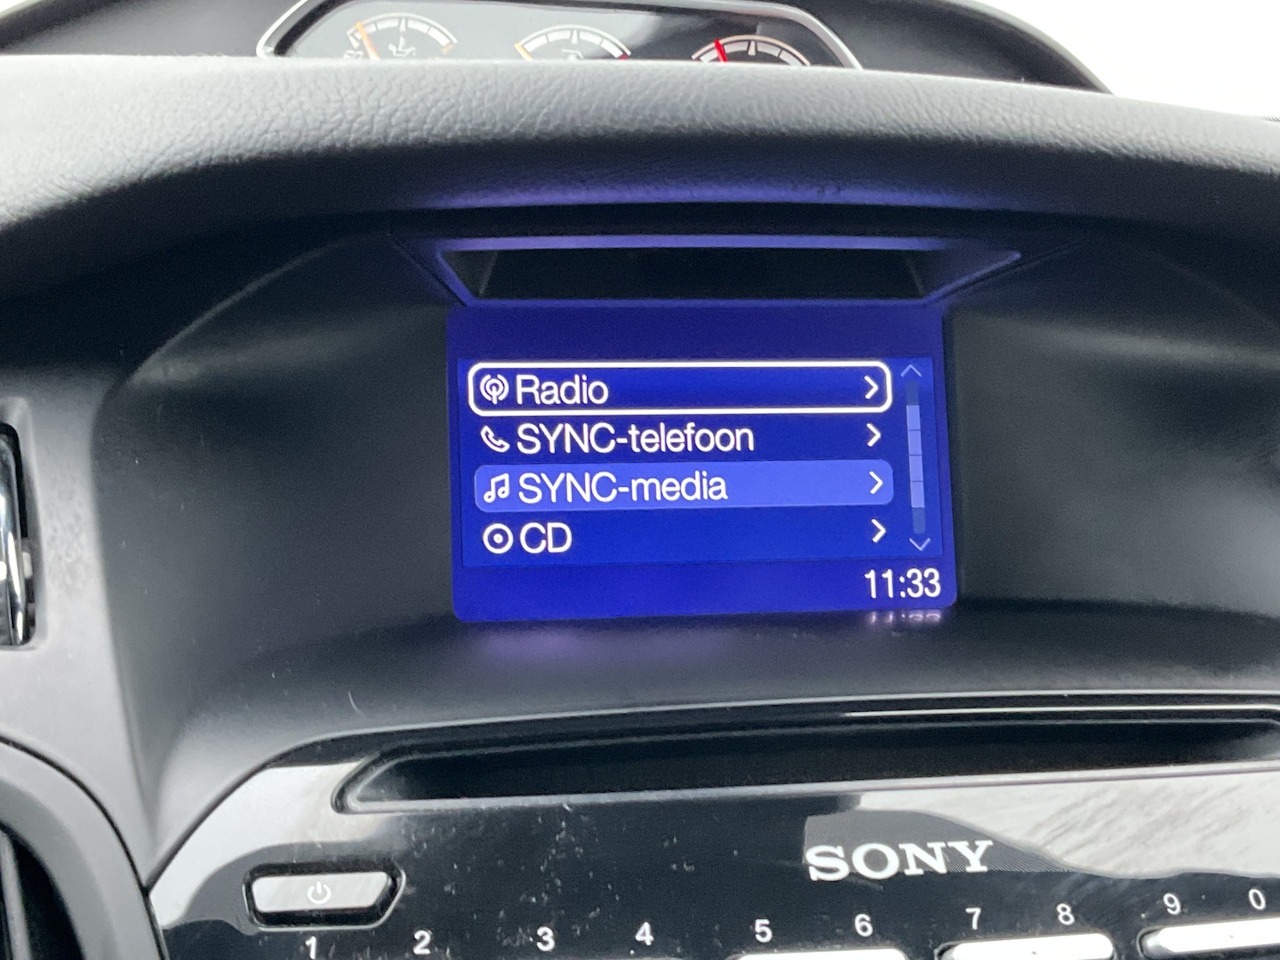 Radio
SYNC-telefoon
SYNC-media
CD
11:33
SONY
1 2 3 4 5 6 7 8 9 0